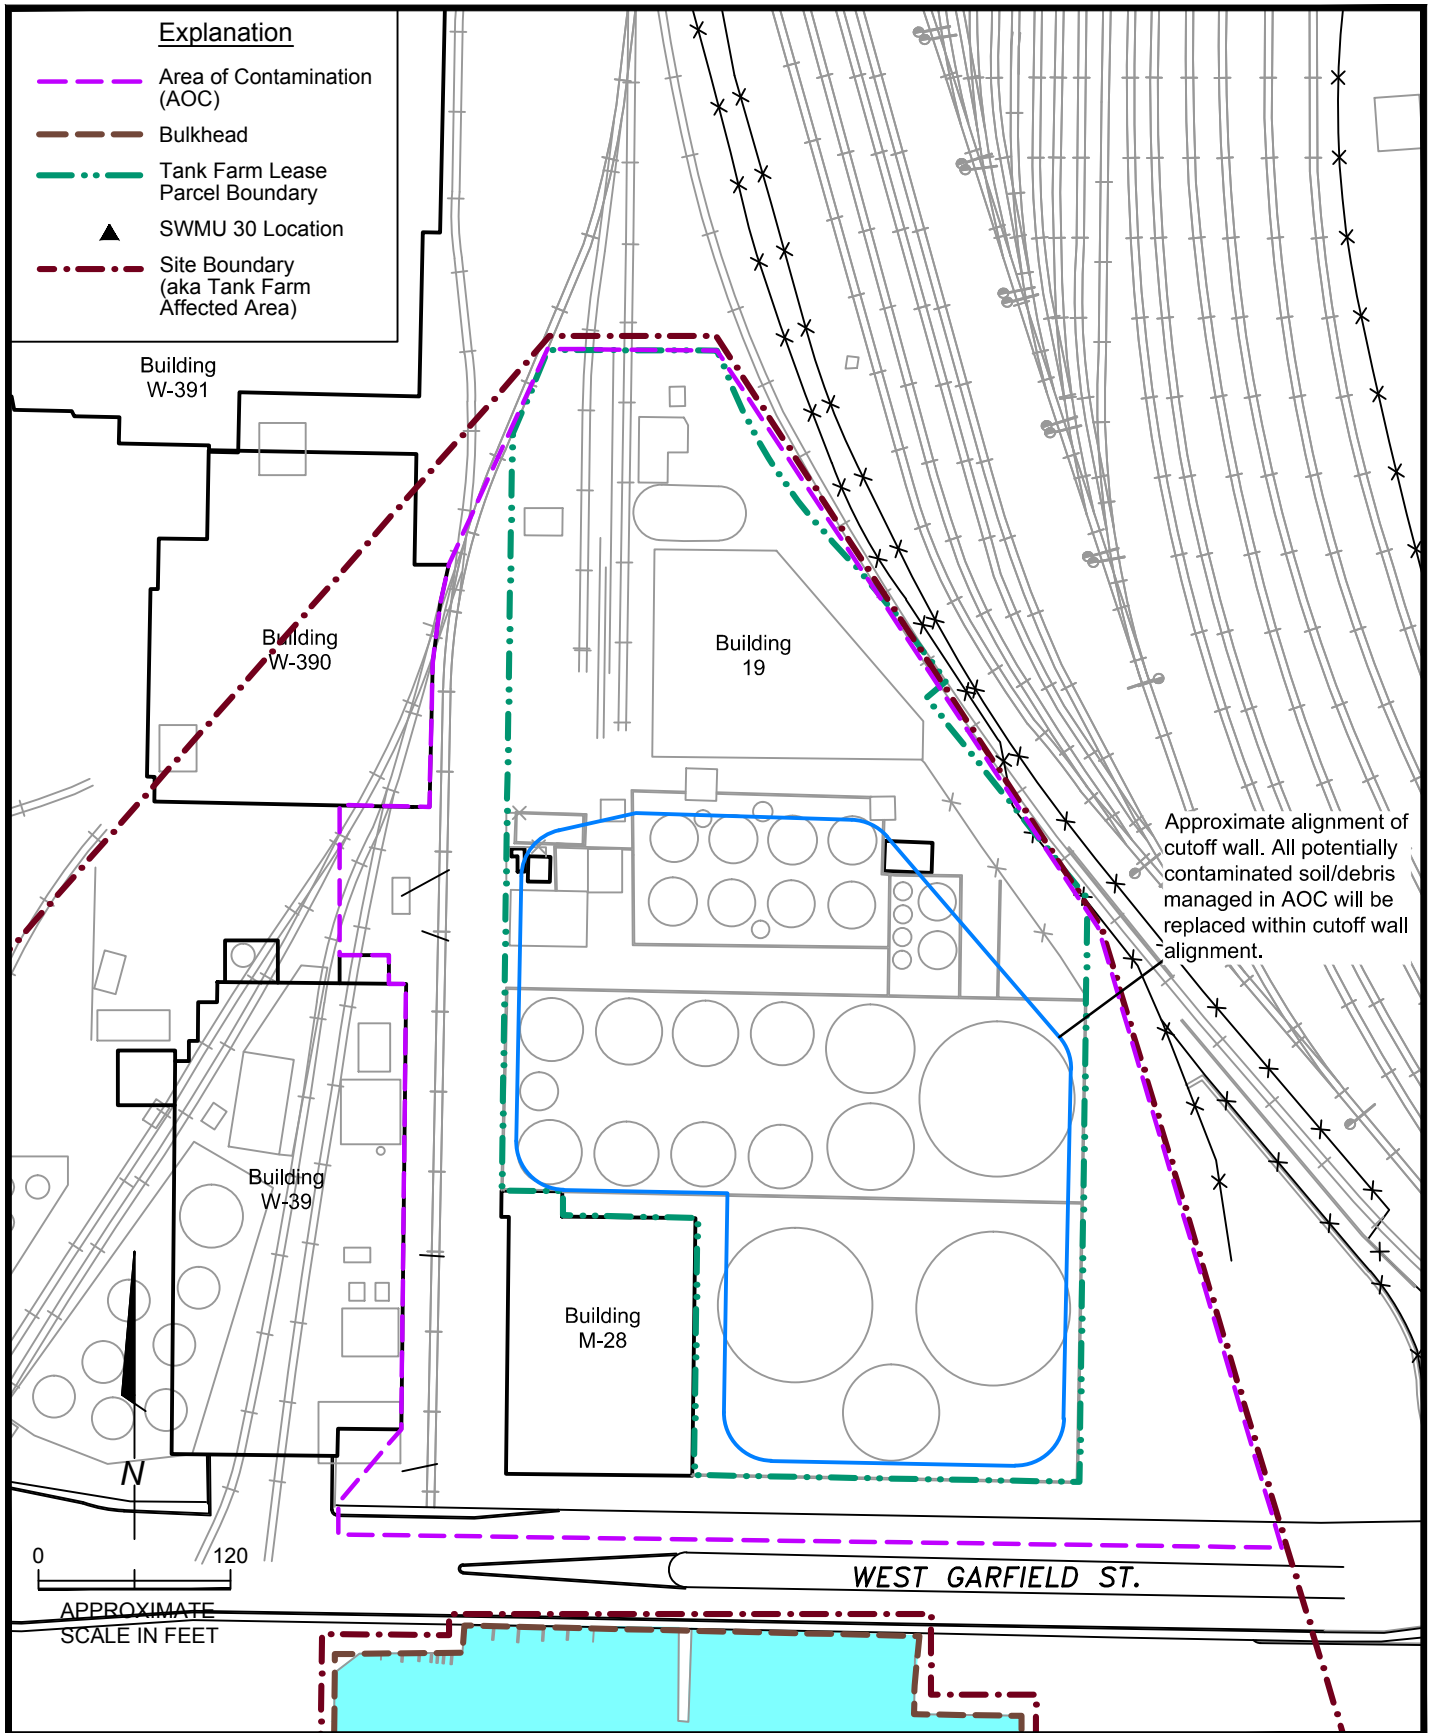 Explanation
Area of Contamination
(AOC)
Bulkhead
Tank Farm Lease
Parcel Boundary
SWMU 30 Location
Site Boundary
(aka Tank Farm
Affected Area)
Building
W-391
Building
W-390
Building
19
Approximate alignment of
cutoff wall. All potentially
contaminated soil/debris
managed in AOC will be
replaced within cutoff wall
alignment.
Building
W-39
Building
M-28
N
0 120
APPROXIMATE
SCALE IN FEET
WEST GARFIELD ST.